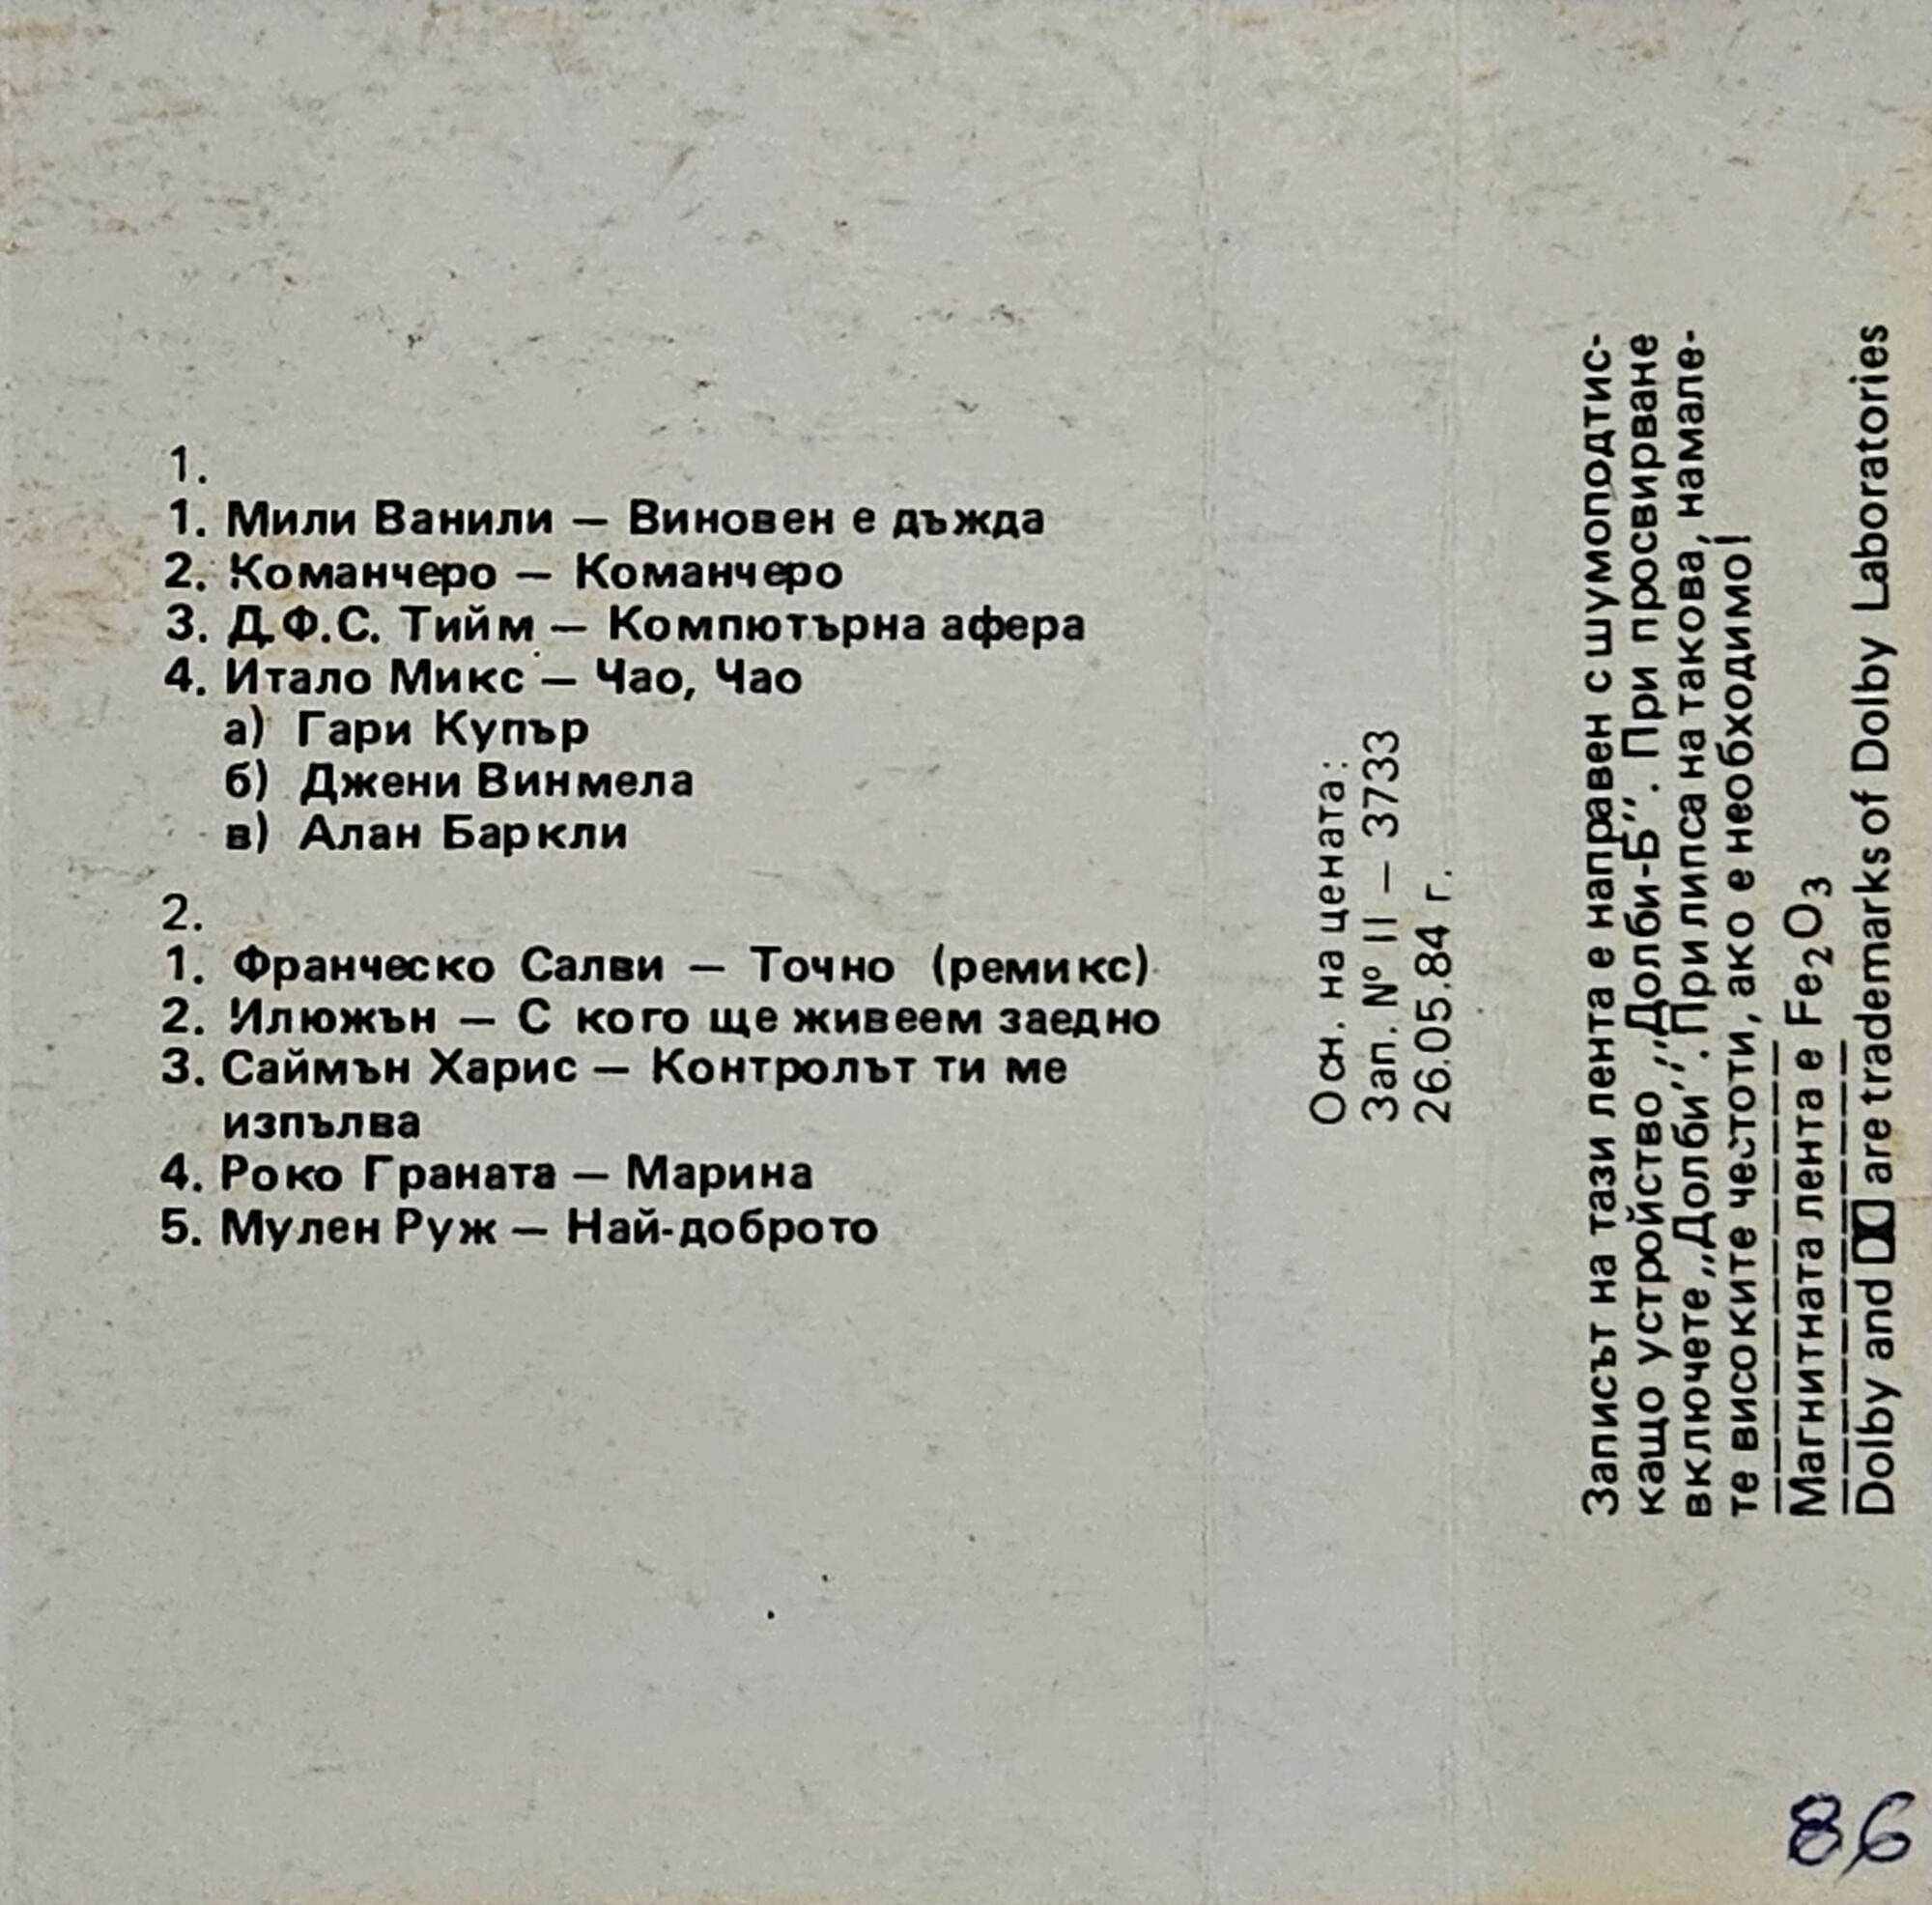 1.
1. Мили Ванили — Виновен е дъжда
2. Команчеро — Команчеро
3. Д.Ф.С. Тийм — Компютърна афера
4. Итало Микс — Чао, Чао
а) Гари Купър
б) Джени Винмела
в) Алан Баркли
2.
1. Франческо Салви — Точно (ремикс)
2. Илюжън — С кого ще живеем заедно
3. Саймън Харис — Контролът ти ме
изпълва
4. Роко Граната — Марина
5. Мулен Руж — Най-доброто
Осн. на цената:
Зап. № II — 3733
26.05.84 г.
Записът на тази лента е направен с шумоподтис-
кащо устройство ,,Долби-Б''. При просвирване
включете ,,Долби''. При липса на такова, намале-
те високите честоти, ако е необходимо!
Магнитната лента е Fe₂O₃
Dolby and are trademarks of Dolby Laboratories
86